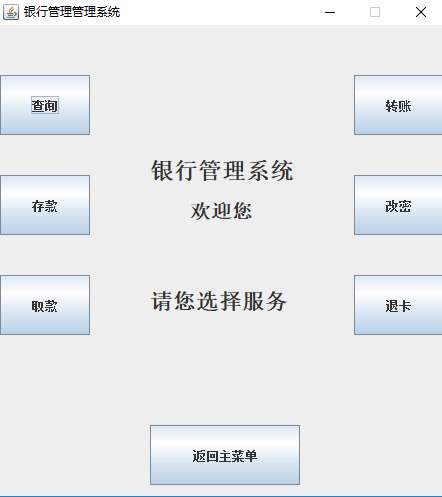 银行管理管理系统
查询
转账
银行管理系统
存款
欢迎您
改密
取款
请您选择服务
退卡
返回主菜单